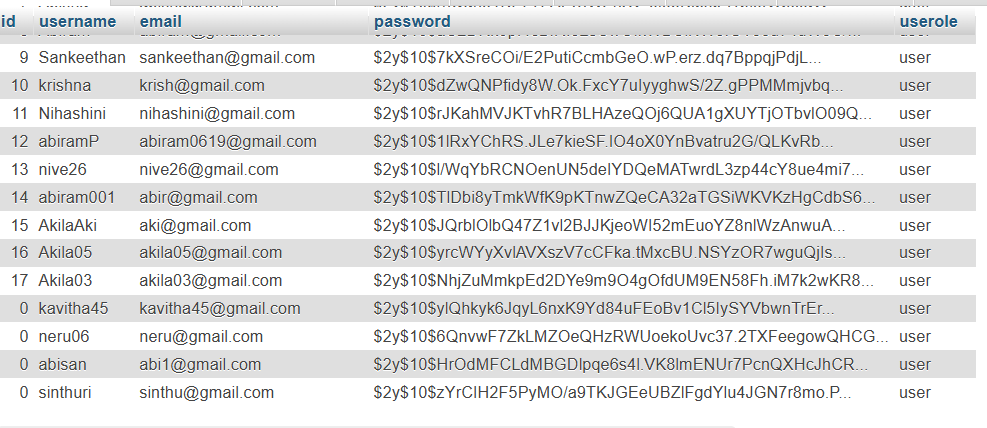 id username email password userole
9 Sankeethan sankeethan@gmail.com $2y$10$7kXSreCOi/E2PutiCcmbGeO.wP.erz.dq7BppqjPdjL... user
10 krishna krish@gmail.com $2y$10$dZwQNPfidy8W.Ok.FxcY7ulyyghwS/2Z.gPPMMmjvbq... user
11 Nihashini nihashini@gmail.com $2y$10$rJKahMVJKTvhR7BLHAzeQOj6QUA1gXUYTjOTbvlO09Q... user
12 abiramP abiram0619@gmail.com $2y$10$1lRxYChRS.JLe7kieSF.lO4oX0YnBvatru2G/QLKvRb... user
13 nive26 nive26@gmail.com $2y$10$l/WqYbRCNOenUN5delYDQeMATwrdL3zp44cY8ue4mi7... user
14 abiram001 abir@gmail.com $2y$10$TlDbi8yTmkWfK9pKTnwZQeCA32aTGSiWKVKzHgCdbS6... user
15 AkilaAki aki@gmail.com $2y$10$JQrblOlbQ47Z1vl2BJJKjeoWl52mEuoYZ8nlWzAnwuA... user
16 Akila05 akila05@gmail.com $2y$10$yrcWYyXvlAVXszV7cCFka.tMxcBU.NSYzOR7wguQjls... user
17 Akila03 akila03@gmail.com $2y$10$NhjZuMmkpEd2DYe9m9O4gOfdUM9EN58Fh.iM7k2wKR8... user
0 kavitha45 kavitha45@gmail.com $2y$10$ylQhkyk6JqyL6nxK9Yd84uFEoBv1Cl5lySYVbwnTrEr... user
0 neru06 neru@gmail.com $2y$10$6QnvwF7ZkLMZOeQHzRWUoekoUvc37.2TXFeegowQHCG... user
0 abisan abi1@gmail.com $2y$10$HrOdMFCLdMBGDlpqe6s4l.VK8lmENUr7PcnQXHcJhCR... user
0 sinthuri sinthu@gmail.com $2y$10$zYrClH2F5PyMO/a9TKJGEeUBZlFgdYlu4JGN7r8mo.P... user